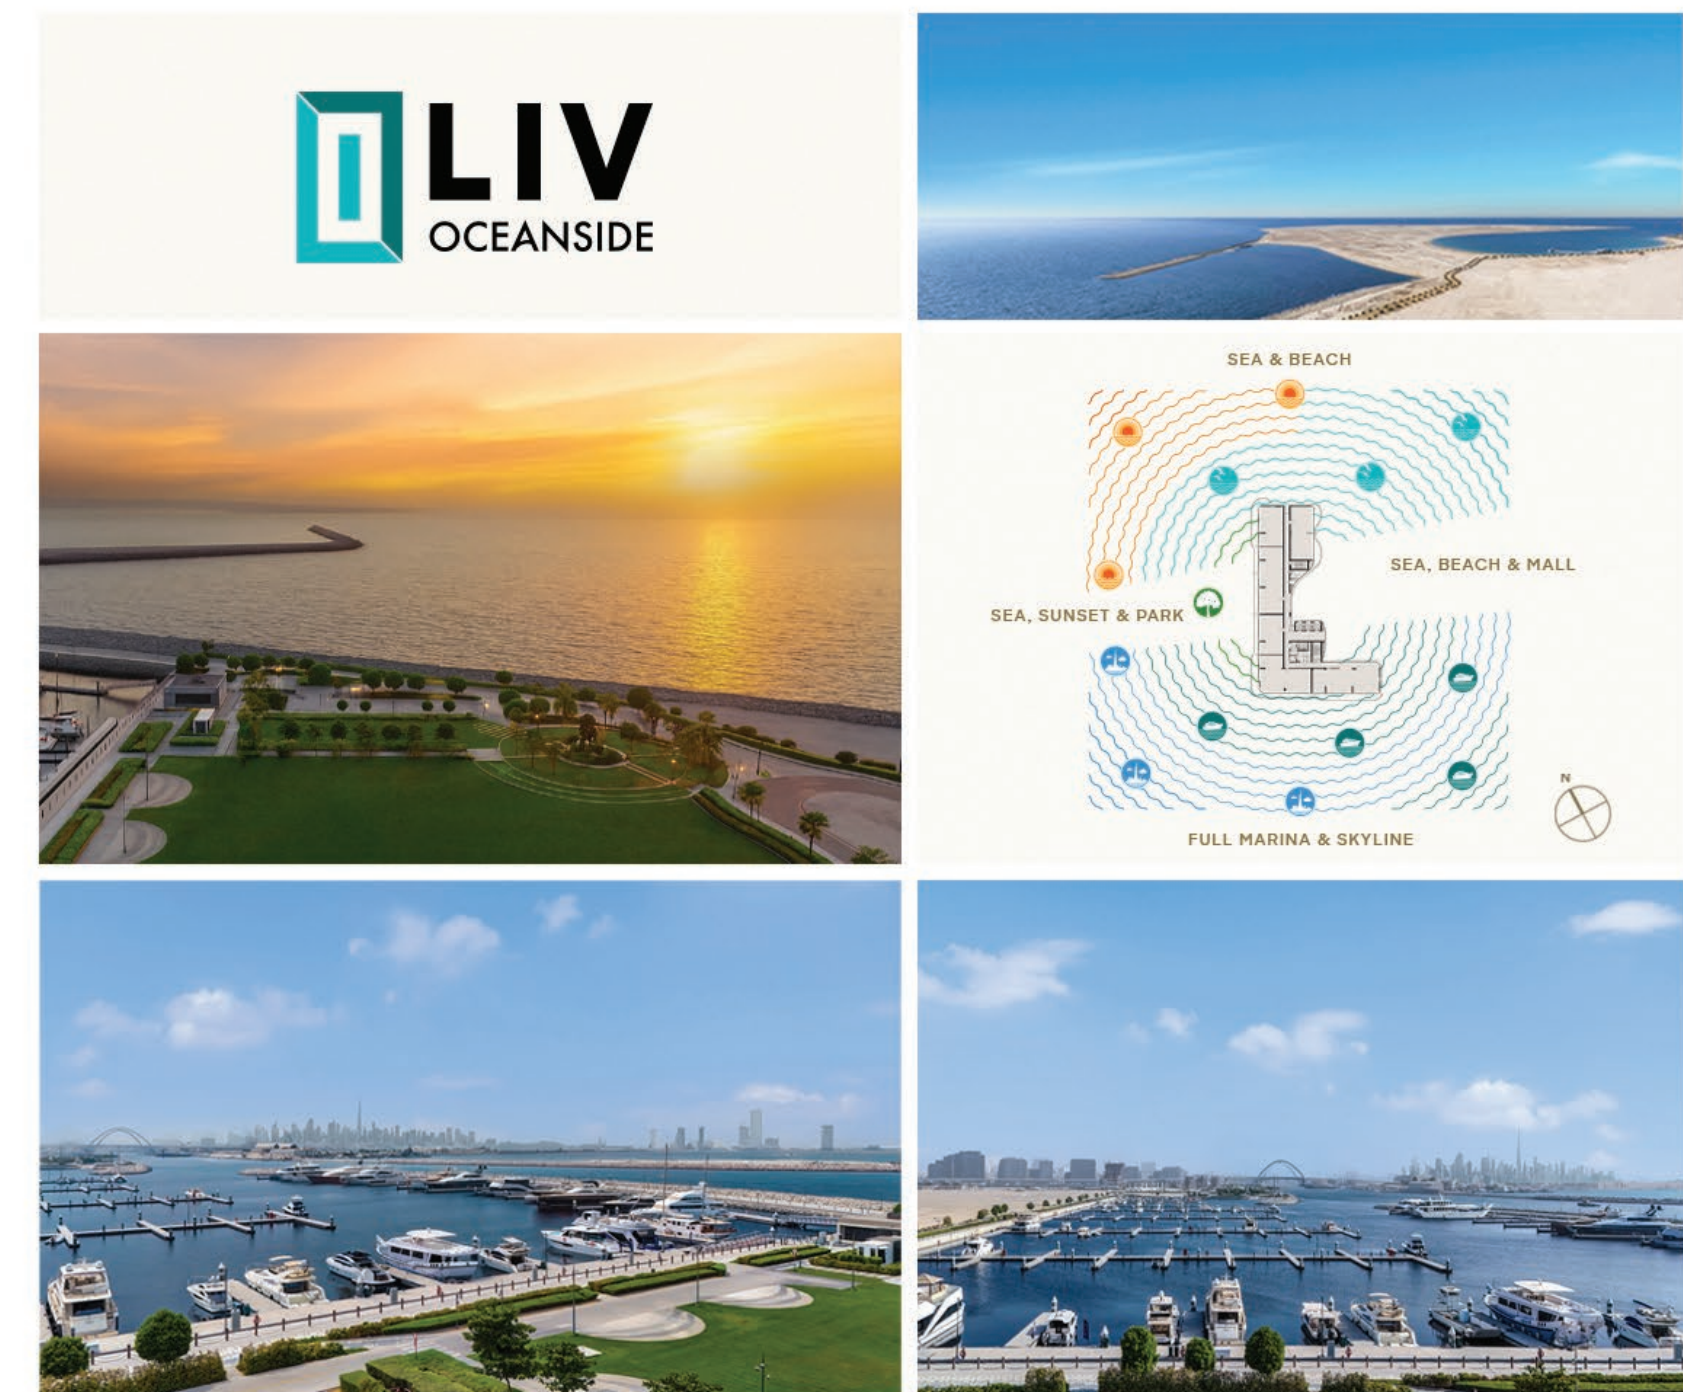 LIV
OCEANSIDE
SEA & BEACH
SEA, BEACH & MALL
SEA, SUNSET & PARK
FULL MARINA & SKYLINE
N